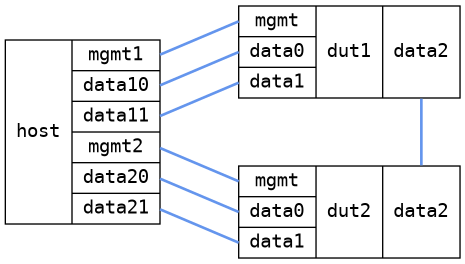 host
mgmt1
data10
data11
mgmt2
data20
data21
mgmt
data0
data1
dut1
data2
mgmt
data0
data1
dut2
data2